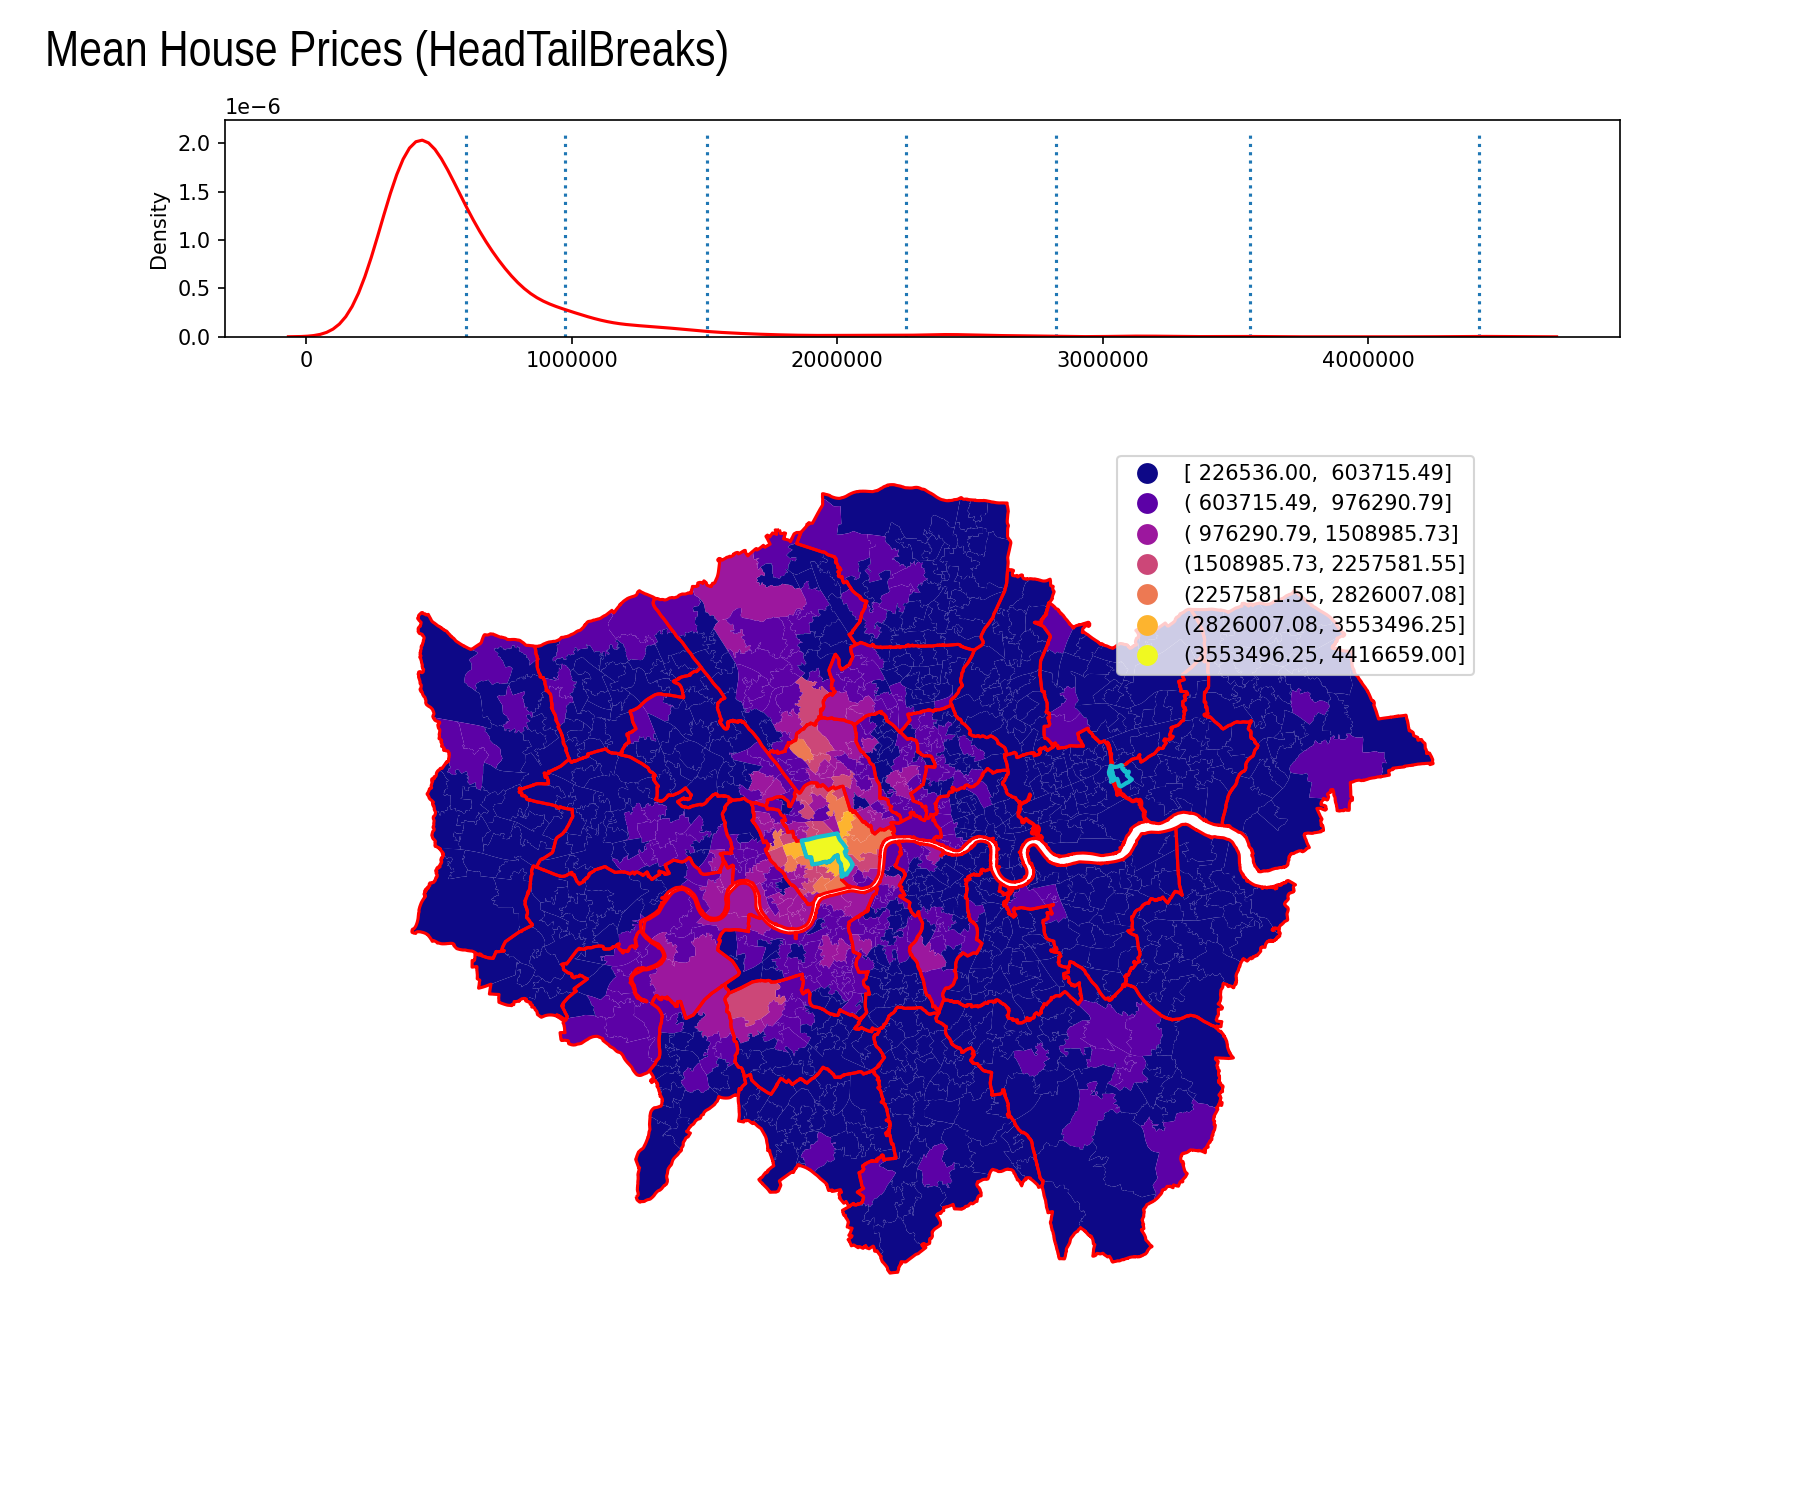 Mean House Prices (HeadTailBreaks)
1e−6
2.0
1.5
1.0
0.5
0.0
Density
0 1000000 2000000 3000000 4000000
[ 226536.00,  603715.49]
( 603715.49,  976290.79]
( 976290.79, 1508985.73]
(1508985.73, 2257581.55]
(2257581.55, 2826007.08]
(2826007.08, 3553496.25]
(3553496.25, 4416659.00]